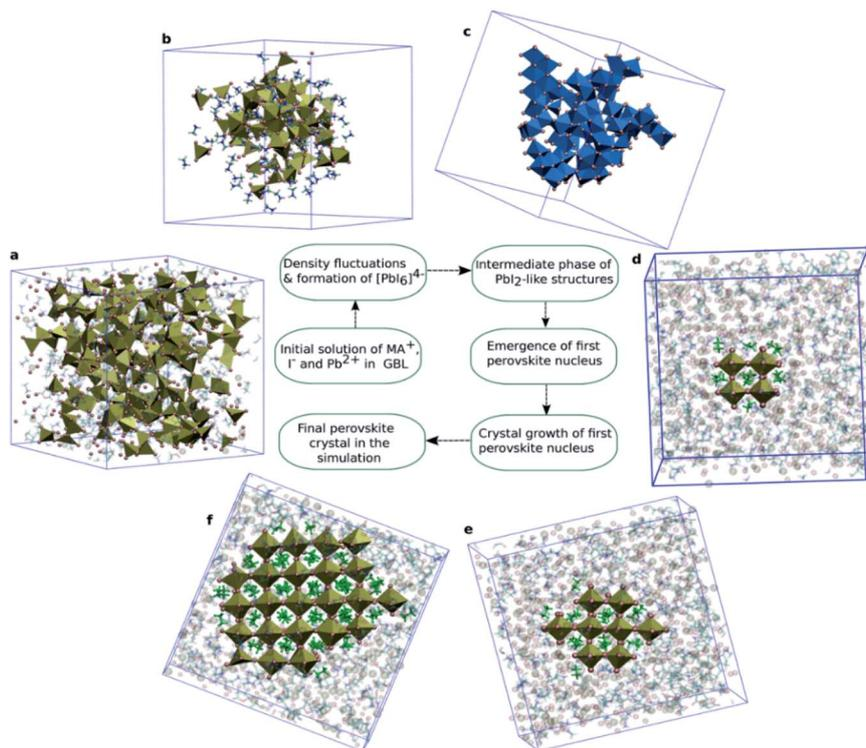 b
c
a
Density fluctuations
& formation of [PbI6]4-
Intermediate phase of
PbI2-like structures
d
Initial solution of MA+,
I- and Pb2+ in GBL
Emergence of first
perovskite nucleus
Final perovskite
crystal in the
simulation
Crystal growth of first
perovskite nucleus
f
e